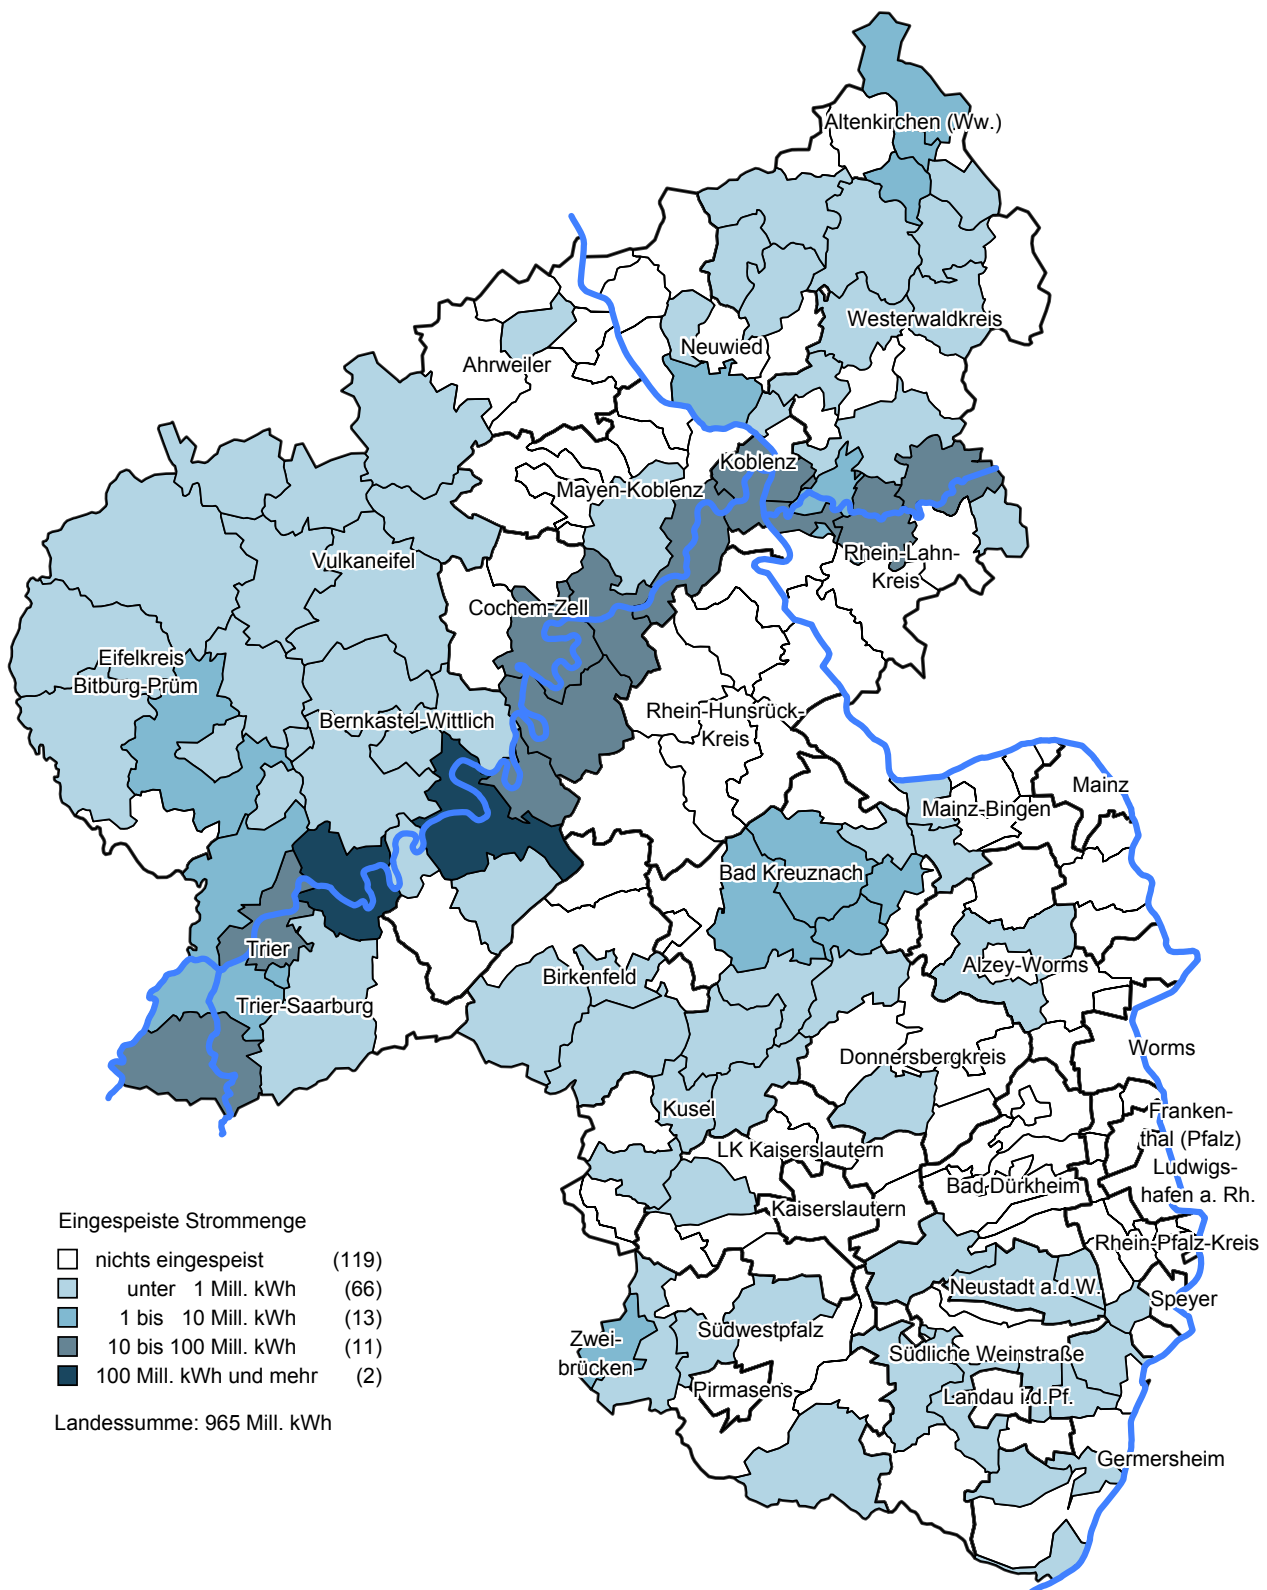 Altenkirchen (Ww.)
Westerwaldkreis
Neuwied
Ahrweiler
Koblenz
Mayen-Koblenz
Rhein-Lahn-
Kreis
Vulkaneifel
Cochem-Zell
Eifelkreis
Bitburg-Prüm
Bernkastel-Wittlich
Rhein-Hunsrück-
Kreis
Mainz
Mainz-Bingen
Bad Kreuznach
Trier
Birkenfeld
Alzey-Worms
Trier-Saarburg
Donnersbergkreis
Worms
Kusel
Franken-
thal (Pfalz)
LK Kaiserslautern
Ludwigs-
hafen a. Rh.
Bad Dürkheim
Kaiserslautern
Rhein-Pfalz-Kreis
Neustadt a.d.W.
Speyer
Südwestpfalz
Zwei-
brücken
Südliche Weinstraße
Pirmasens
Landau i.d.Pf.
Germersheim
Eingespeiste Strommenge
nichts eingespeist (119)
unter 1 Mill. kWh (66)
1 bis 10 Mill. kWh (13)
10 bis 100 Mill. kWh (11)
100 Mill. kWh und mehr (2)
Landessumme: 965 Mill. kWh